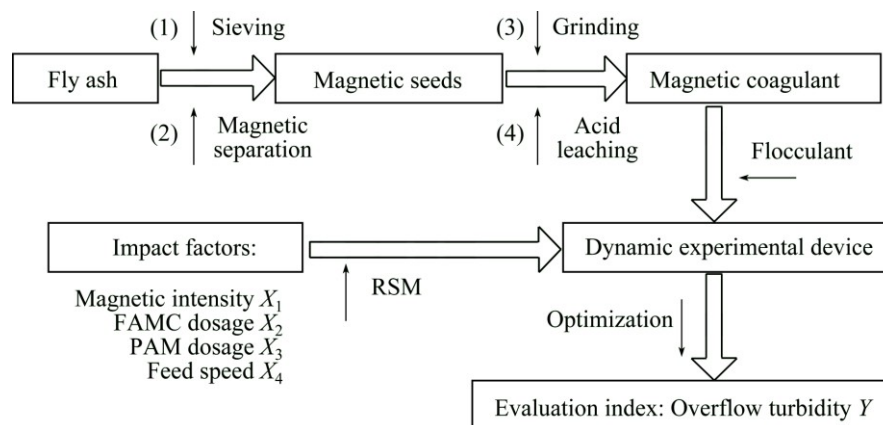 (1)
Sieving
(3)
Grinding
Fly ash
Magnetic seeds
Magnetic coagulant
(2)
Magnetic
separation
(4)
Acid
leaching
Flocculant
Impact factors:
RSM
Dynamic experimental device
Magnetic intensity X₁
FAMC dosage X₂
PAM dosage X₃
Feed speed X₄
Optimization
Evaluation index: Overflow turbidity Y